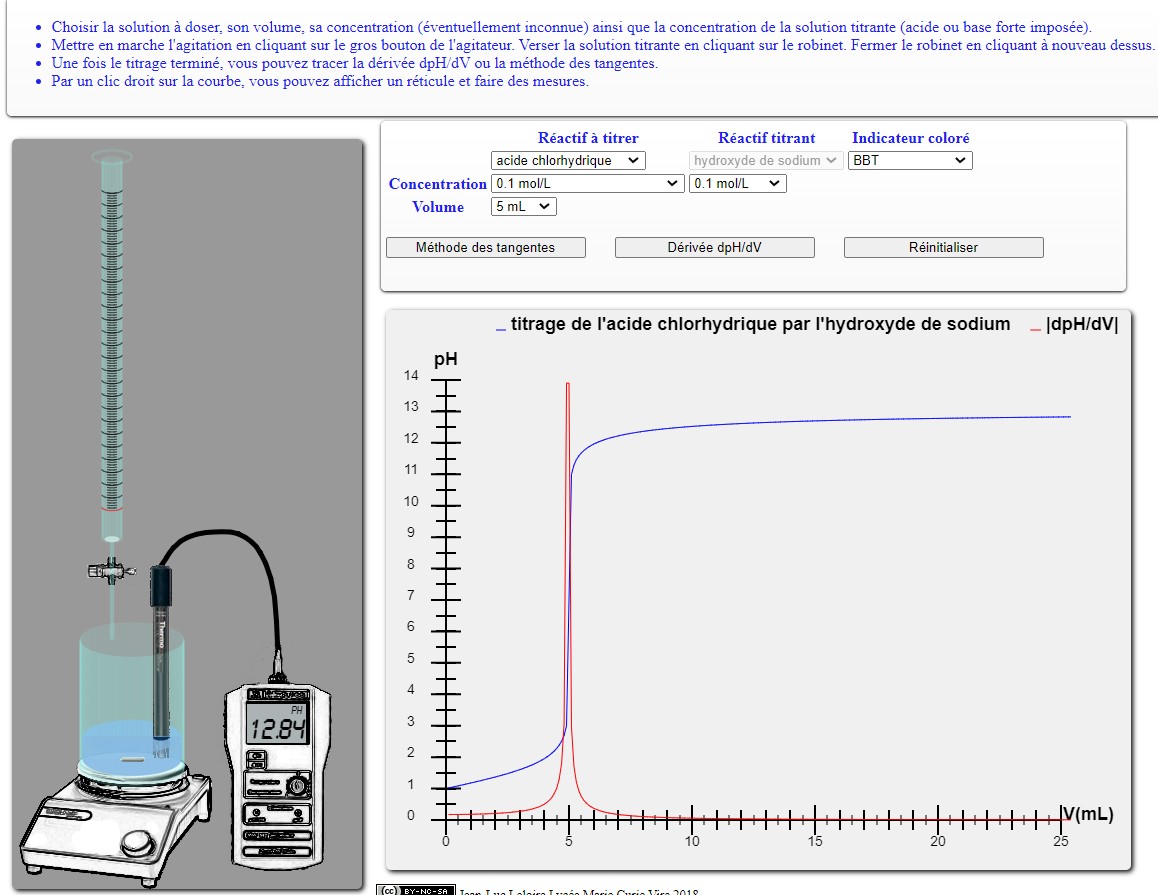 Choisir la solution à doser, son volume, sa concentration (éventuellement inconnue) ainsi que la concentration de la solution titrante (acide ou base forte imposée).
Mettre en marche l'agitation en cliquant sur le gros bouton de l'agitateur. Verser la solution titrante en cliquant sur le robinet. Fermer le robinet en cliquant à nouveau dessus.
Une fois le titrage terminé, vous pouvez tracer la dérivée dpH/dV ou la méthode des tangentes.
Par un clic droit sur la courbe, vous pouvez afficher un réticule et faire des mesures.
Réactif à titrer Réactif titrant Indicateur coloré
acide chlorhydrique hydroxyde de sodium BBT
Concentration 0.1 mol/L 0.1 mol/L
Volume 5 mL
Méthode des tangentes Dérivée dpH/dV Réinitialiser
titrage de l'acide chlorhydrique par l'hydroxyde de sodium |dpH/dV|
pH
14
13
12
11
10
9
8
7
6
5
4
3
2
1
0
V(mL)
0 5 10 15 20 25
Thermo
PH
12.84
BY-NC-SA Jean-Luc Leloire Lycée Marie Curie Vire 2018